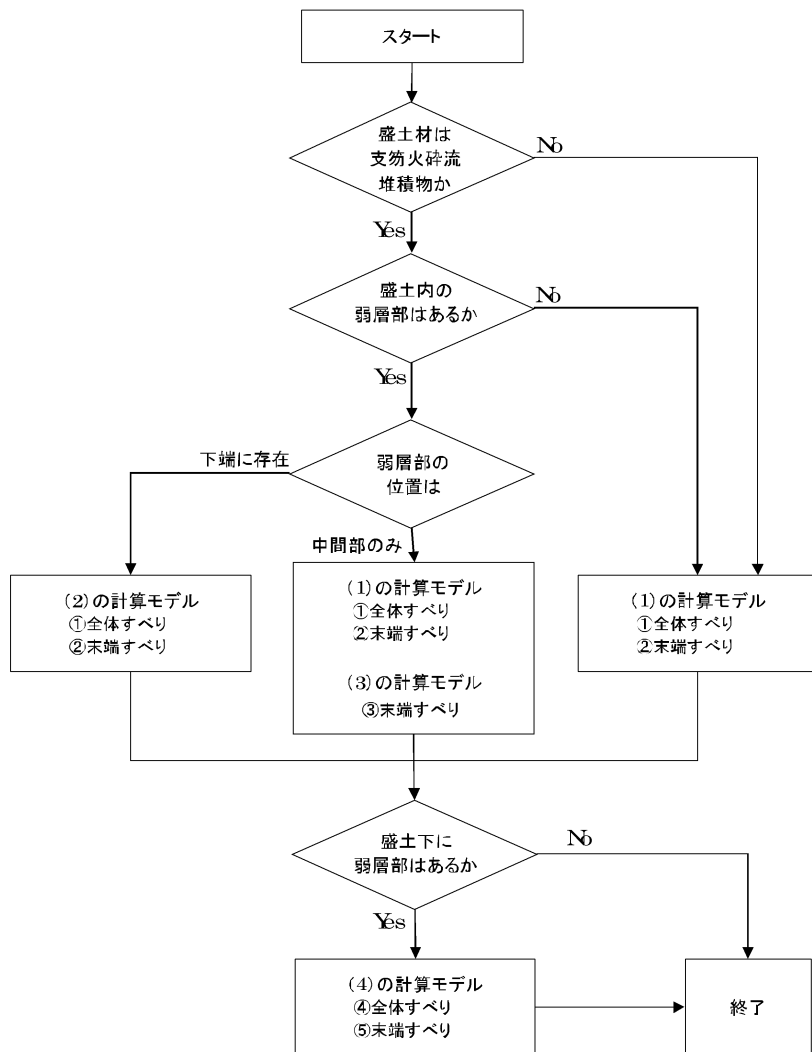 スタート
盛土材は
支笏火砕流
堆積物か
No
Yes
盛土内の
弱層部はあるか
No
Yes
下端に存在
弱層部の
位置は
中間部のみ
(2)の計算モデル
①全体すべり
②末端すべり
(1)の計算モデル
①全体すべり
②末端すべり
(3)の計算モデル
③末端すべり
(1)の計算モデル
①全体すべり
②末端すべり
盛土下に
弱層部はあるか
No
Yes
(4)の計算モデル
④全体すべり
⑤末端すべり
終了